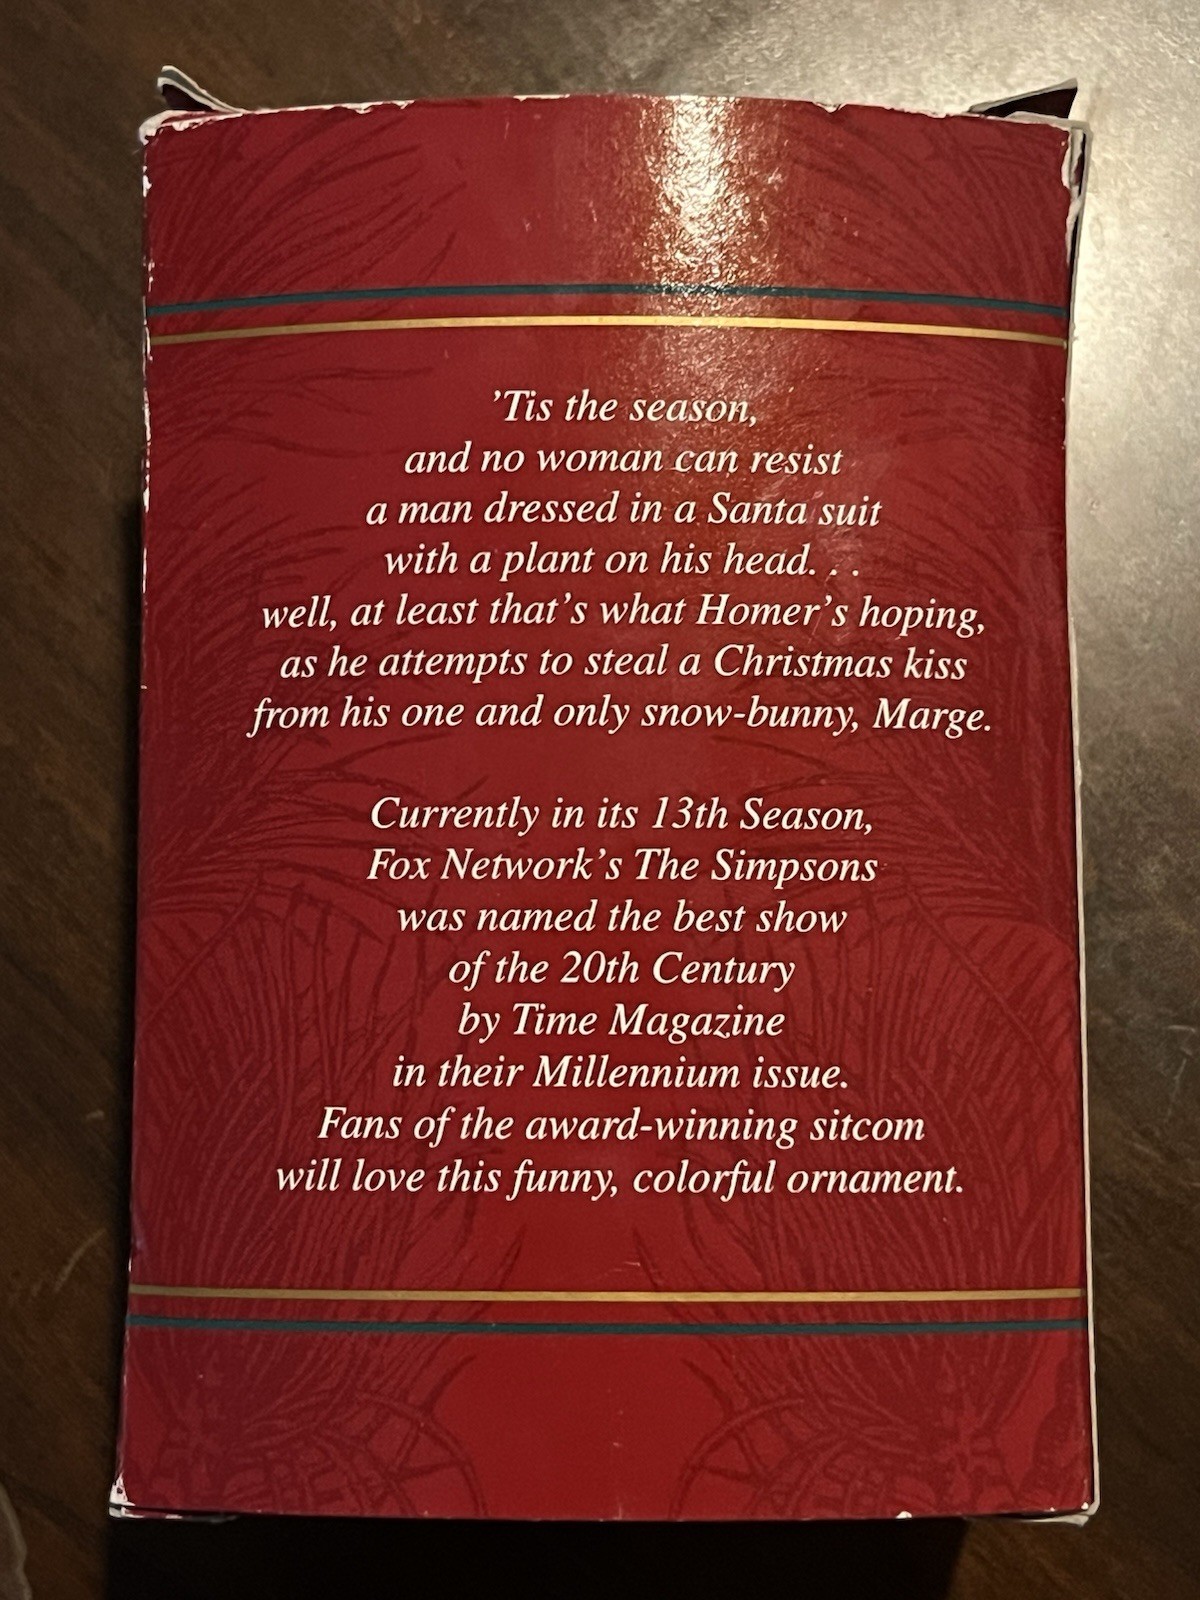 ’Tis the season,
and no woman can resist
a man dressed in a Santa suit
with a plant on his head. . .
well, at least that’s what Homer’s hoping,
as he attempts to steal a Christmas kiss
from his one and only snow-bunny, Marge.
Currently in its 13th Season,
Fox Network’s The Simpsons
was named the best show
of the 20th Century
by Time Magazine
in their Millennium issue.
Fans of the award-winning sitcom
will love this funny, colorful ornament.